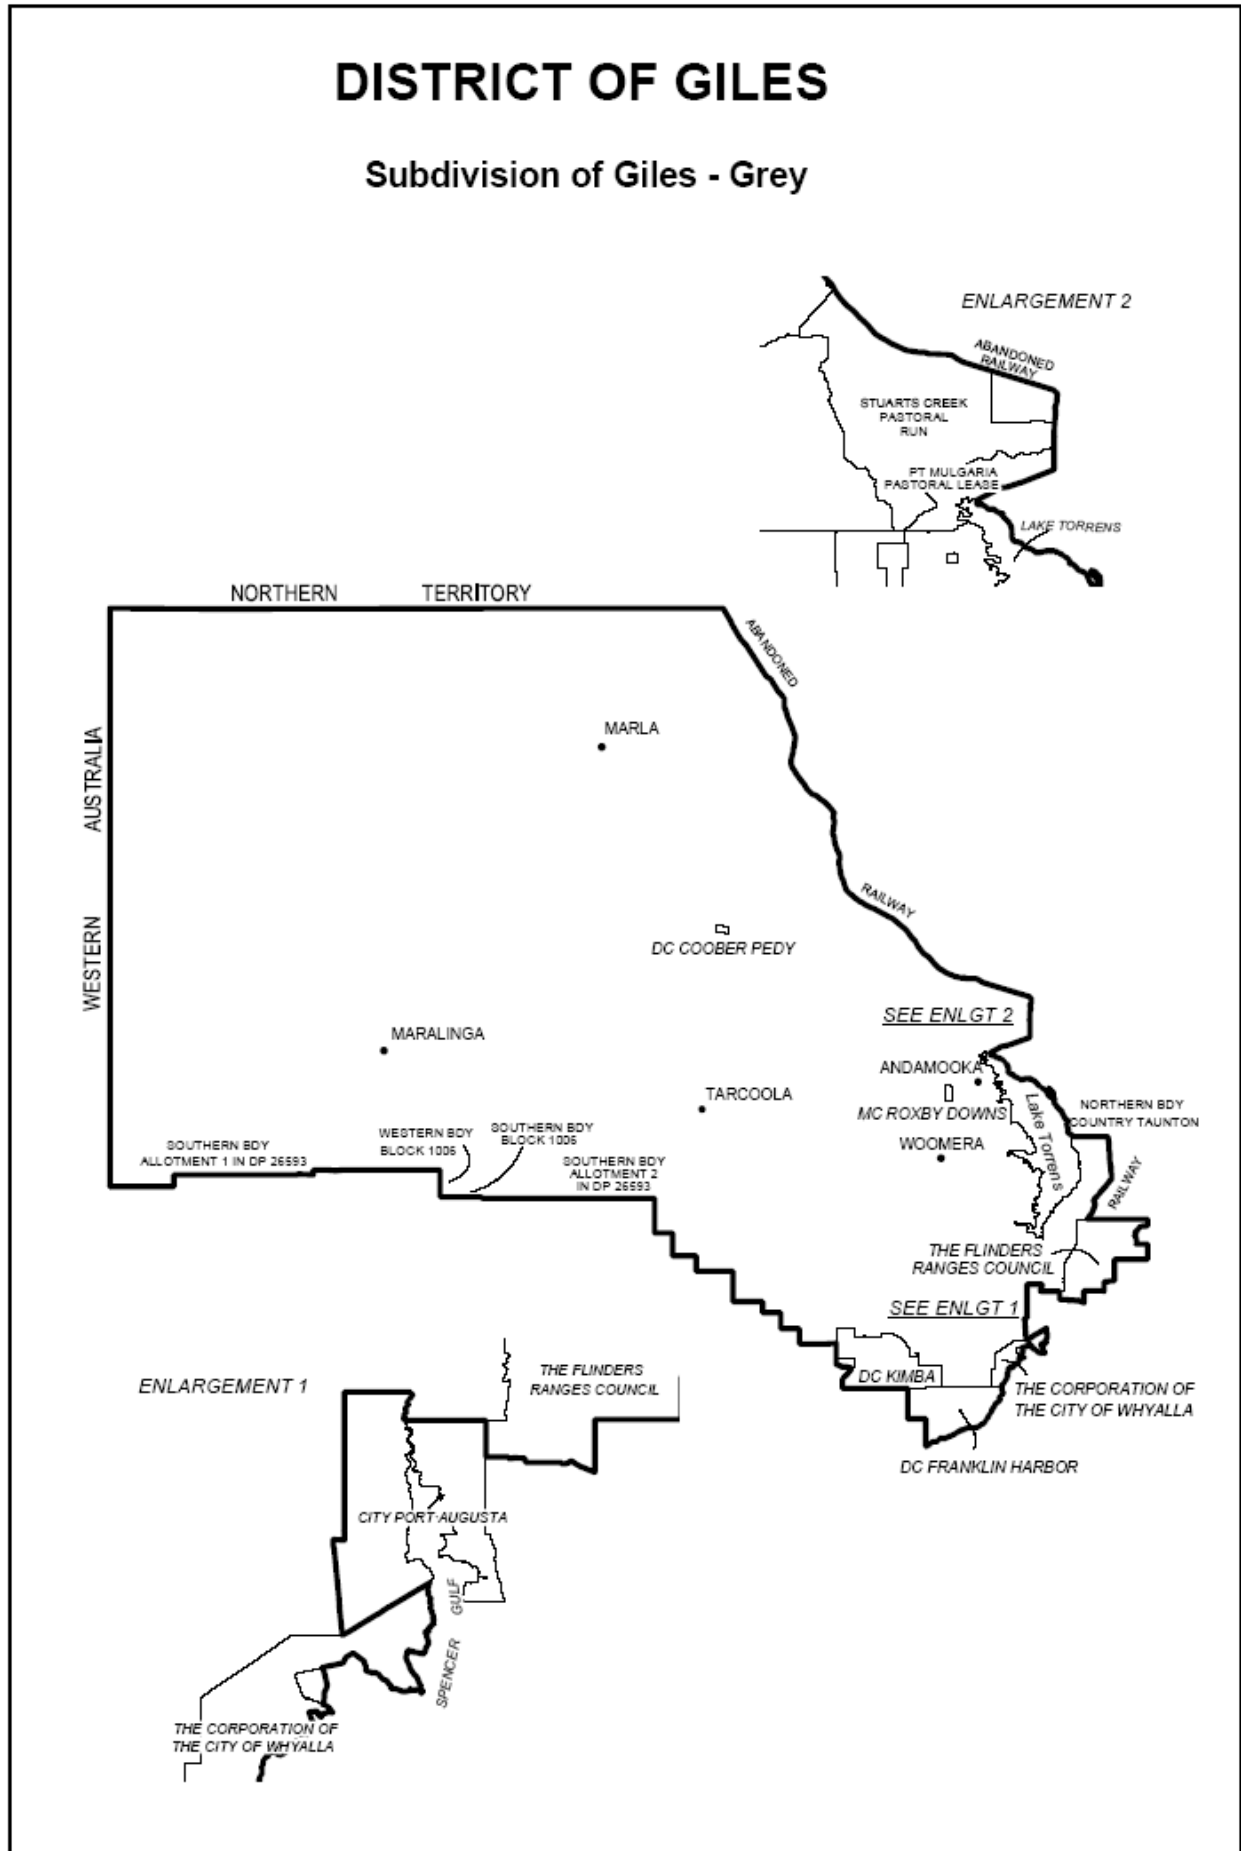 DISTRICT OF GILES
Subdivision of Giles - Grey
ENLARGEMENT 2
ABANDONED
RAILWAY
STUARTS CREEK
PASTORAL
RUN
PT MULGARIA
PASTORAL LEASE
LAKE TORRENS
NORTHERN TERRITORY
ABANDONED
MARLA
WESTERN AUSTRALIA
RAILWAY
DC COOBER PEDY
SEE ENLGT 2
MARALINGA
ANDAMOOKA
TARCOOLA
MC ROXBY DOWNS
Lake Torrens
NORTHERN BDY
COUNTRY TAUNTON
WOOMERA
SOUTHERN BDY
ALLOTMENT 1 IN DP 26593
WESTERN BDY
BLOCK 1006
SOUTHERN BDY
BLOCK 1006
SOUTHERN BDY
ALLOTMENT 2
IN DP 26593
RAILWAY
THE FLINDERS
RANGES COUNCIL
SEE ENLGT 1
DC KIMBA
THE CORPORATION OF
THE CITY OF WHYALLA
DC FRANKLIN HARBOR
ENLARGEMENT 1
THE FLINDERS
RANGES COUNCIL
CITY PORT AUGUSTA
SPENCER GULF
THE CORPORATION OF
THE CITY OF WHYALLA